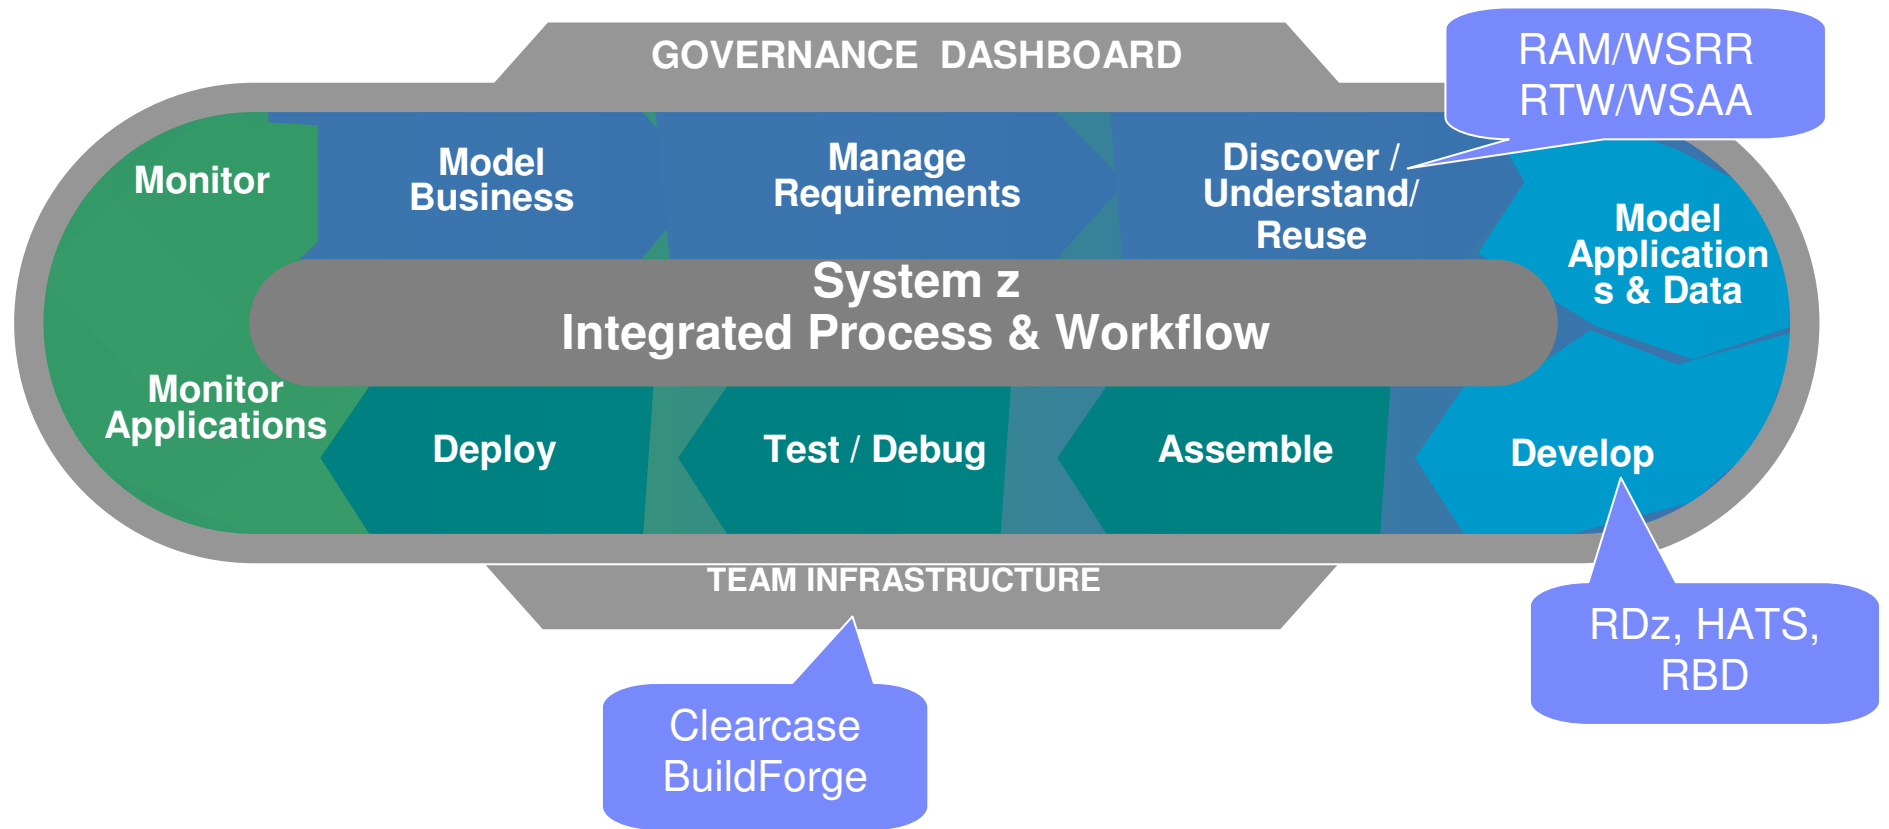 GOVERNANCE DASHBOARD
RAM/WSRR
RTW/WSAA
Monitor
Model
Business
Manage
Requirements
Discover /
Understand/
Reuse
Model
Application
s & Data
System z
Integrated Process & Workflow
Monitor
Applications
Deploy
Test / Debug
Assemble
Develop
TEAM INFRASTRUCTURE
RDz, HATS,
RBD
Clearcase
BuildForge